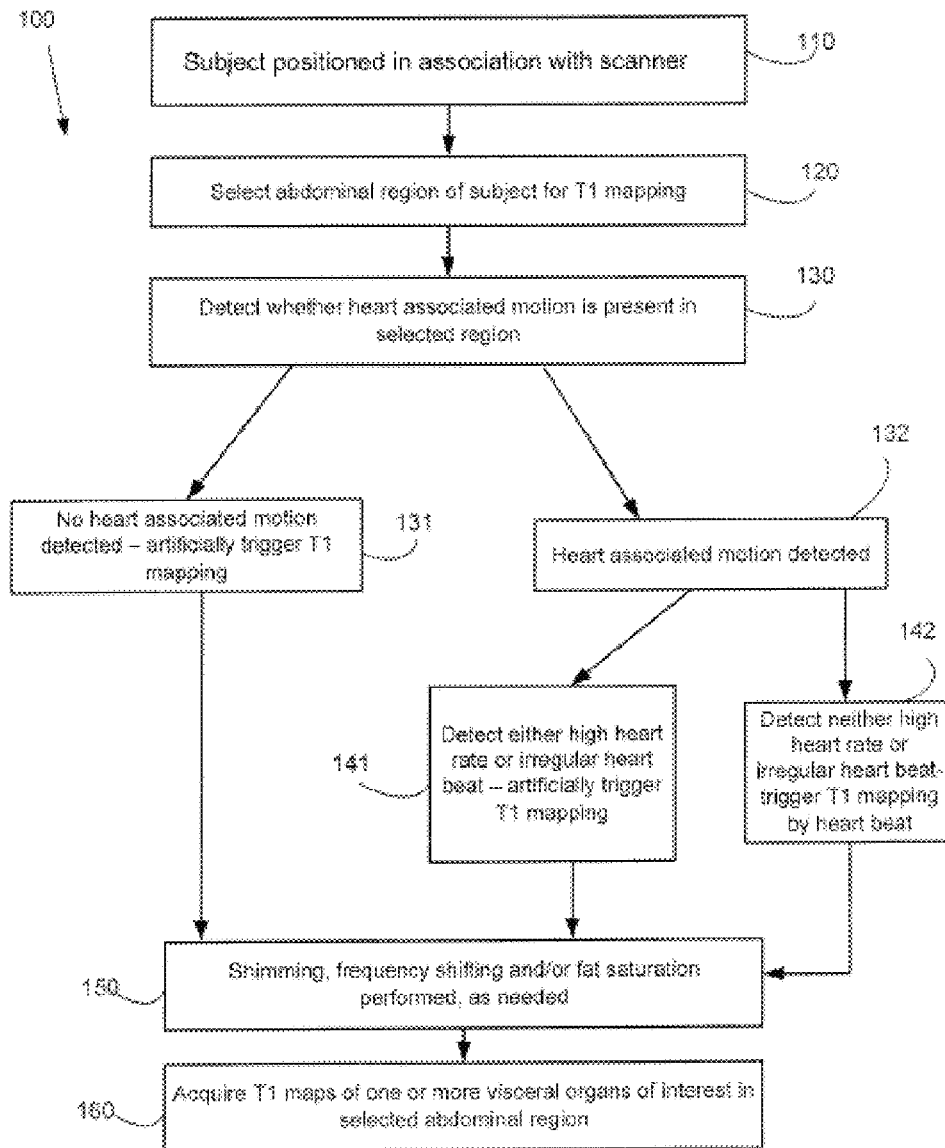 100
Subject positioned in association with scanner
110
Select abdominal region of subject for T1 mapping
120
Detect whether heart associated motion is present in
selected region
130
No heart associated motion
detected – artificially trigger T1
mapping
131
Heart associated motion detected
132
Detect either high heart
rate or irregular heart
beat – artificially trigger
T1 mapping
141
Detect neither high
heart rate or
irregular heart beat-
trigger T1 mapping
by heart beat
142
Shimming, frequency shifting and/or fat saturation
performed, as needed
150
Acquire T1 maps of one or more visceral organs of interest in
selected abdominal region
160